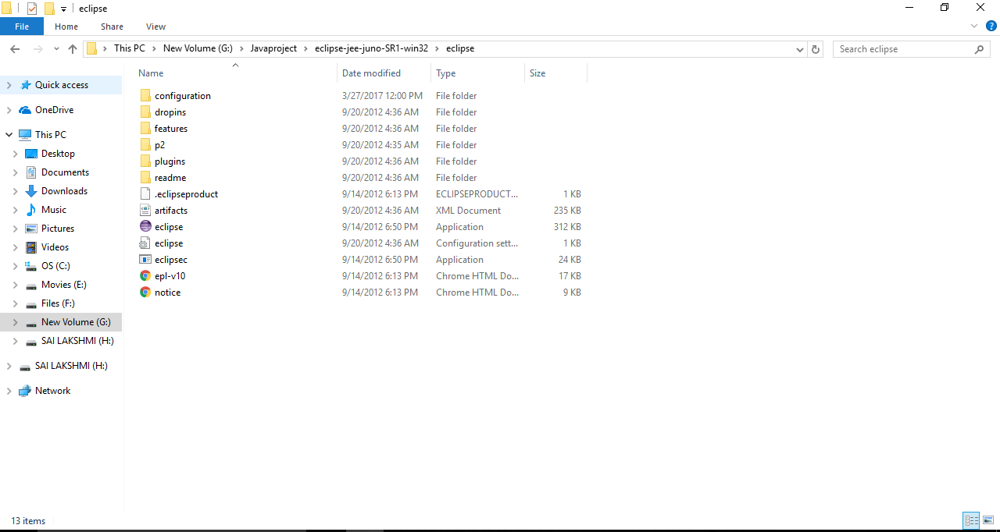 eclipse
File Home Share View
This PC New Volume (G:) Javaproject eclipse-jee-juno-SR1-win32 eclipse Search eclipse
Name Date modified Type Size
Quick access
OneDrive
This PC
Desktop
Documents
Downloads
Music
Pictures
Videos
OS (C:)
Movies (E:)
Files (F:)
New Volume (G:)
SAI LAKSHMI (H:)
SAI LAKSHMI (H:)
Network
configuration 3/27/2017 12:00 PM File folder
dropins 9/20/2012 4:36 AM File folder
features 9/20/2012 4:36 AM File folder
p2 9/20/2012 4:35 AM File folder
plugins 9/20/2012 4:36 AM File folder
readme 9/20/2012 4:36 AM File folder
.eclipseproduct 9/14/2012 6:13 PM ECLIPSEPRODUCT... 1 KB
artifacts 9/20/2012 4:36 AM XML Document 235 KB
eclipse 9/14/2012 6:50 PM Application 312 KB
eclipse 9/20/2012 4:36 AM Configuration sett... 1 KB
eclipsec 9/14/2012 6:50 PM Application 24 KB
epl-v10 9/14/2012 6:13 PM Chrome HTML Do... 17 KB
notice 9/14/2012 6:13 PM Chrome HTML Do... 9 KB
13 items